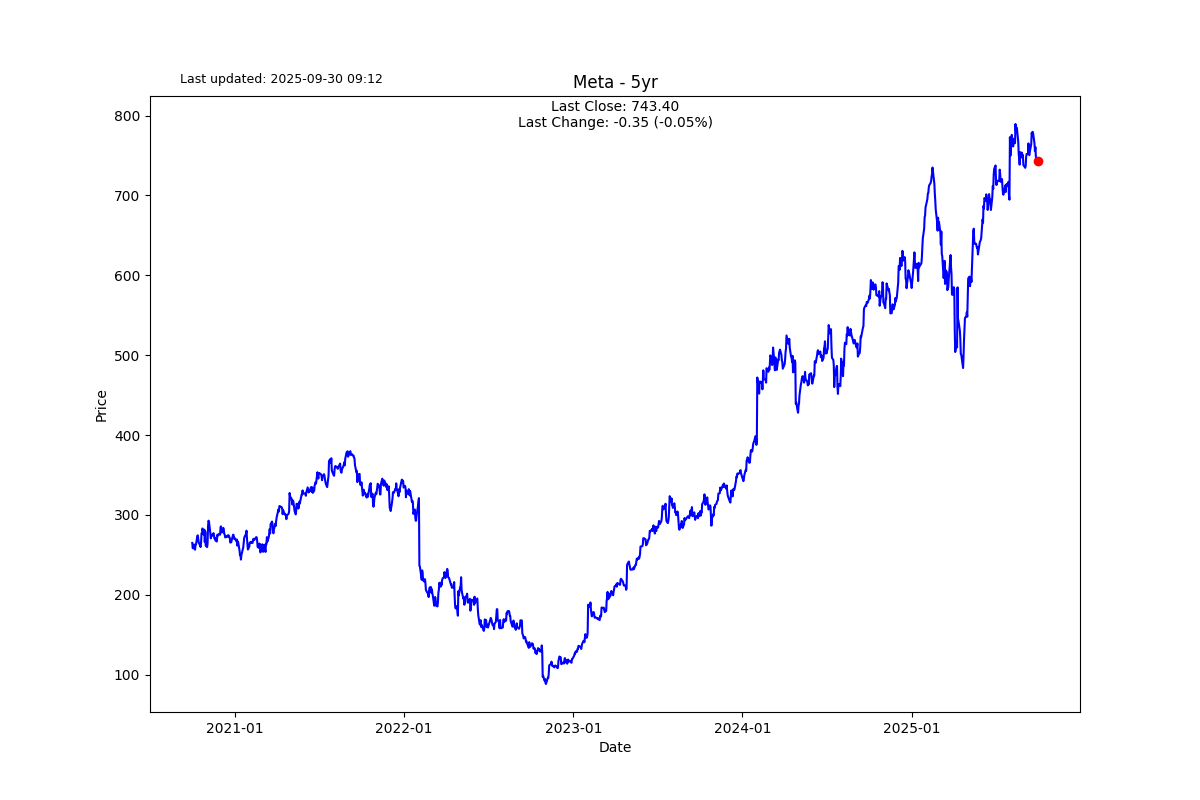 Last updated: 2025-09-30 09:12
Meta - 5yr
Last Close: 743.40
Last Change: -0.35 (-0.05%)
800
700
600
500
400
300
200
100
Price
2021-01
2022-01
2023-01
2024-01
2025-01
Date